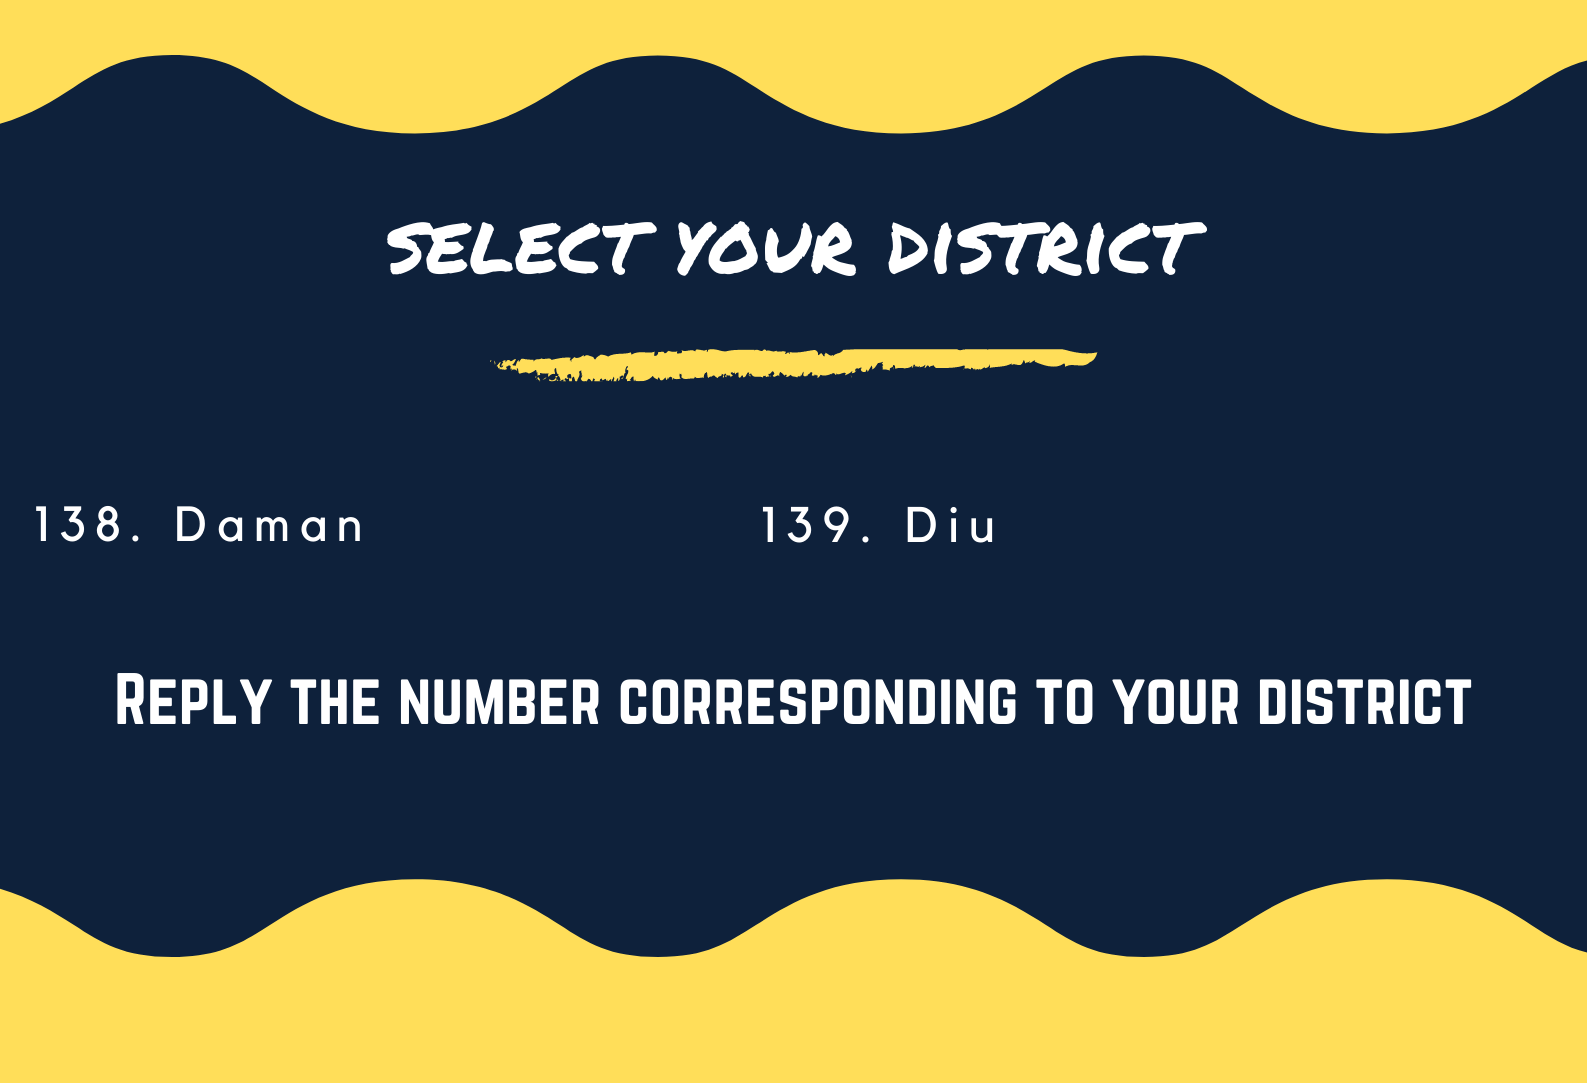 SELECT YOUR DISTRICT
138. Daman 139. Diu
Reply the number corresponding to your district